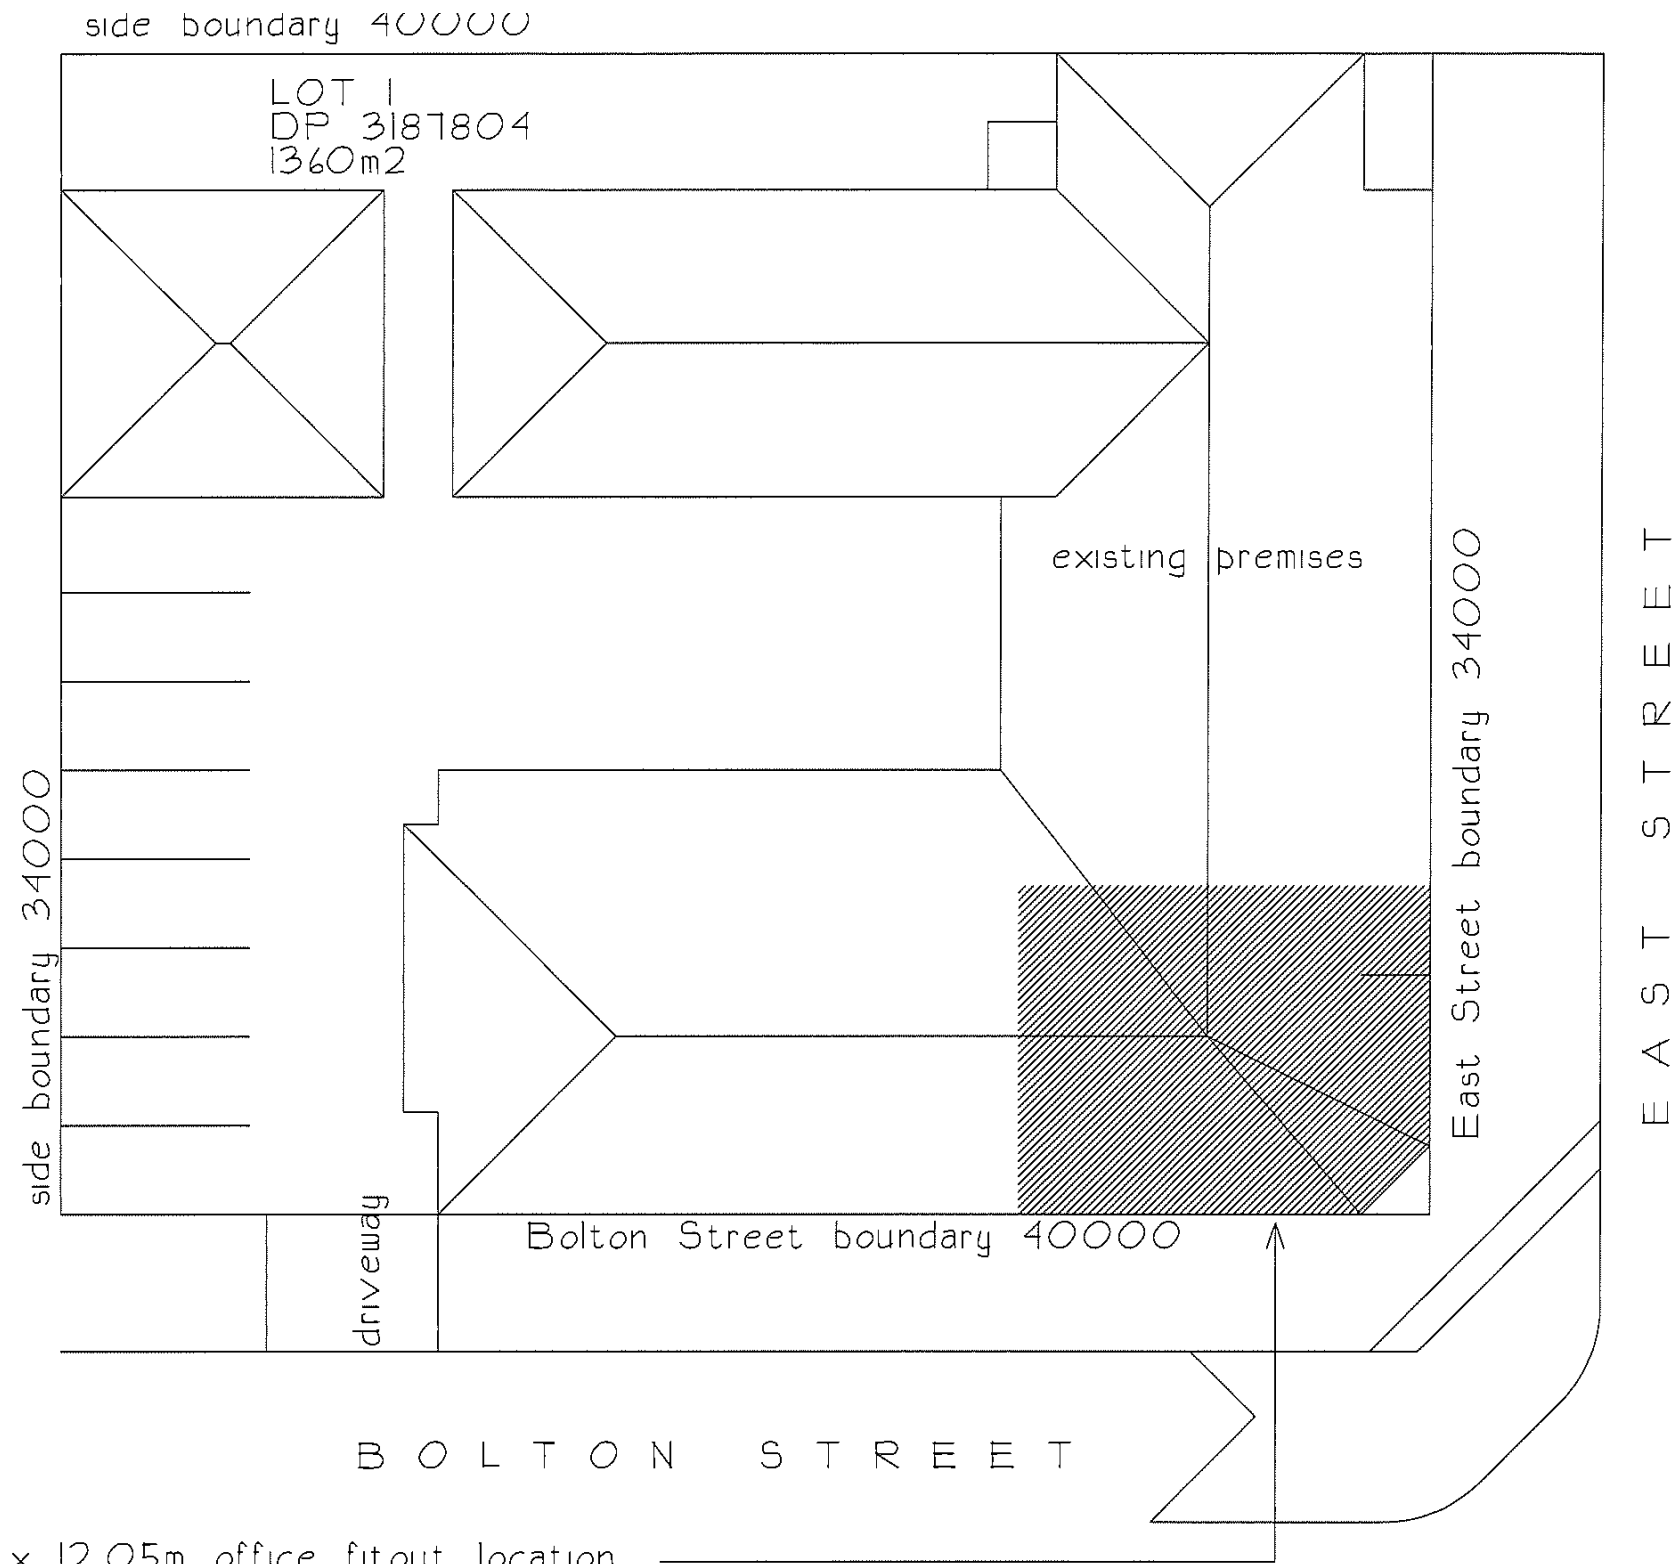 side boundary 40000
LOT 1
DP 3187804
1360m2
existing premises
East Street boundary 34000
EAST STREET
side boundary 34000
driveway
Bolton Street boundary 40000
BOLTON STREET
x 12.05m office fitout location